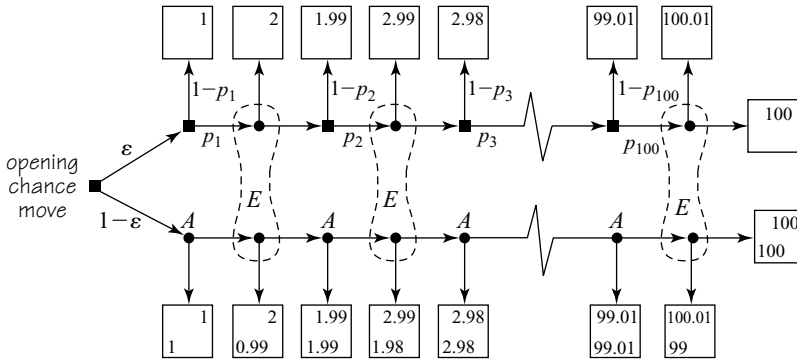 1 2 1.99 2.99 2.98 99.01 100.01
1−p1 1−p2 1−p3 1−p100
100
p1 p2 p2 p3 p100
ε
opening
chance
move
E E E
1−ε
A A A A
100
100
1 2 1.99 2.99 2.98 99.01 100.01
1 0.99 1.99 1.98 2.98 99.01 99